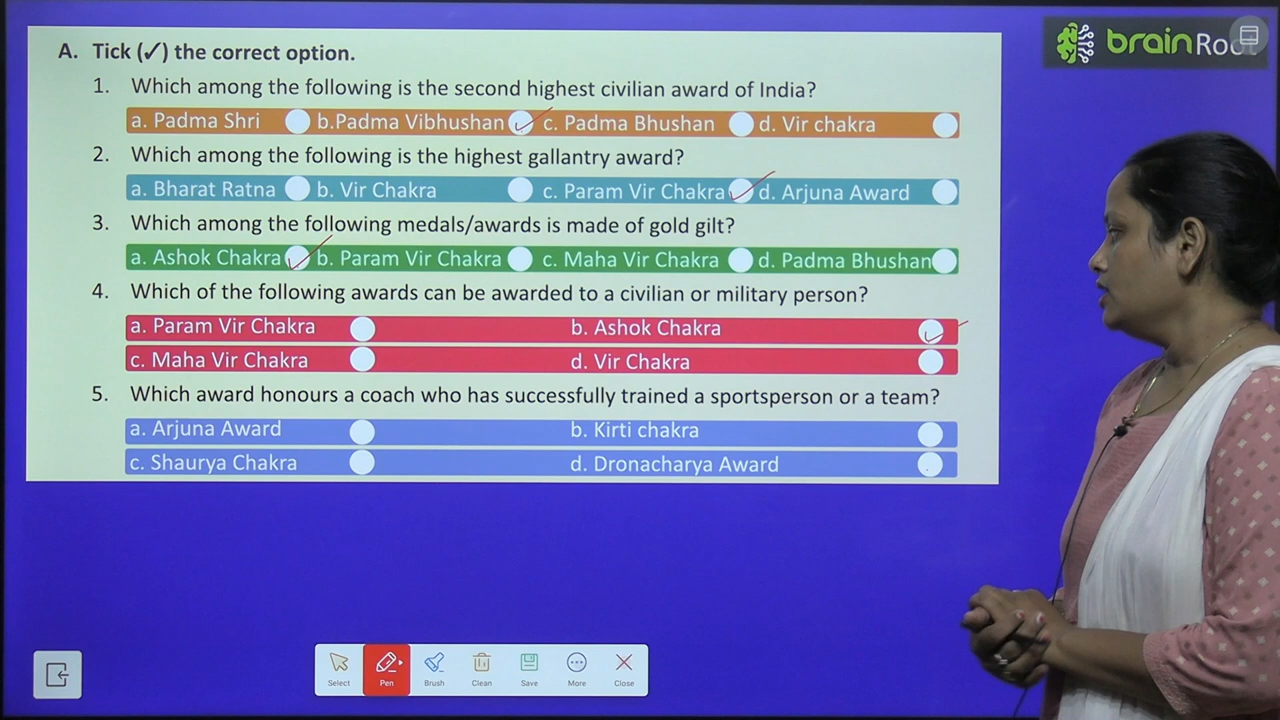 A. Tick (✓) the correct option.
1. Which among the following is the second highest civilian award of India?
a. Padma Shri b.Padma Vibhushan c. Padma Bhushan d. Vir chakra
2. Which among the following is the highest gallantry award?
a. Bharat Ratna b. Vir Chakra c. Param Vir Chakra d. Arjuna Award
3. Which among the following medals/awards is made of gold gilt?
a. Ashok Chakra b. Param Vir Chakra c. Maha Vir Chakra d. Padma Bhushan
4. Which of the following awards can be awarded to a civilian or military person?
a. Param Vir Chakra b. Ashok Chakra
c. Maha Vir Chakra d. Vir Chakra
5. Which award honours a coach who has successfully trained a sportsperson or a team?
a. Arjuna Award b. Kirti chakra
c. Shaurya Chakra d. Dronacharya Award
brain
Select Pen Brush Clean Save More Close